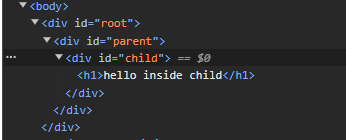 ▼<body>
▼<div id="root">
▼<div id="parent">
··· ▼<div id="child"> == $0
<h1>hello inside child</h1>
</div>
</div>
</div>